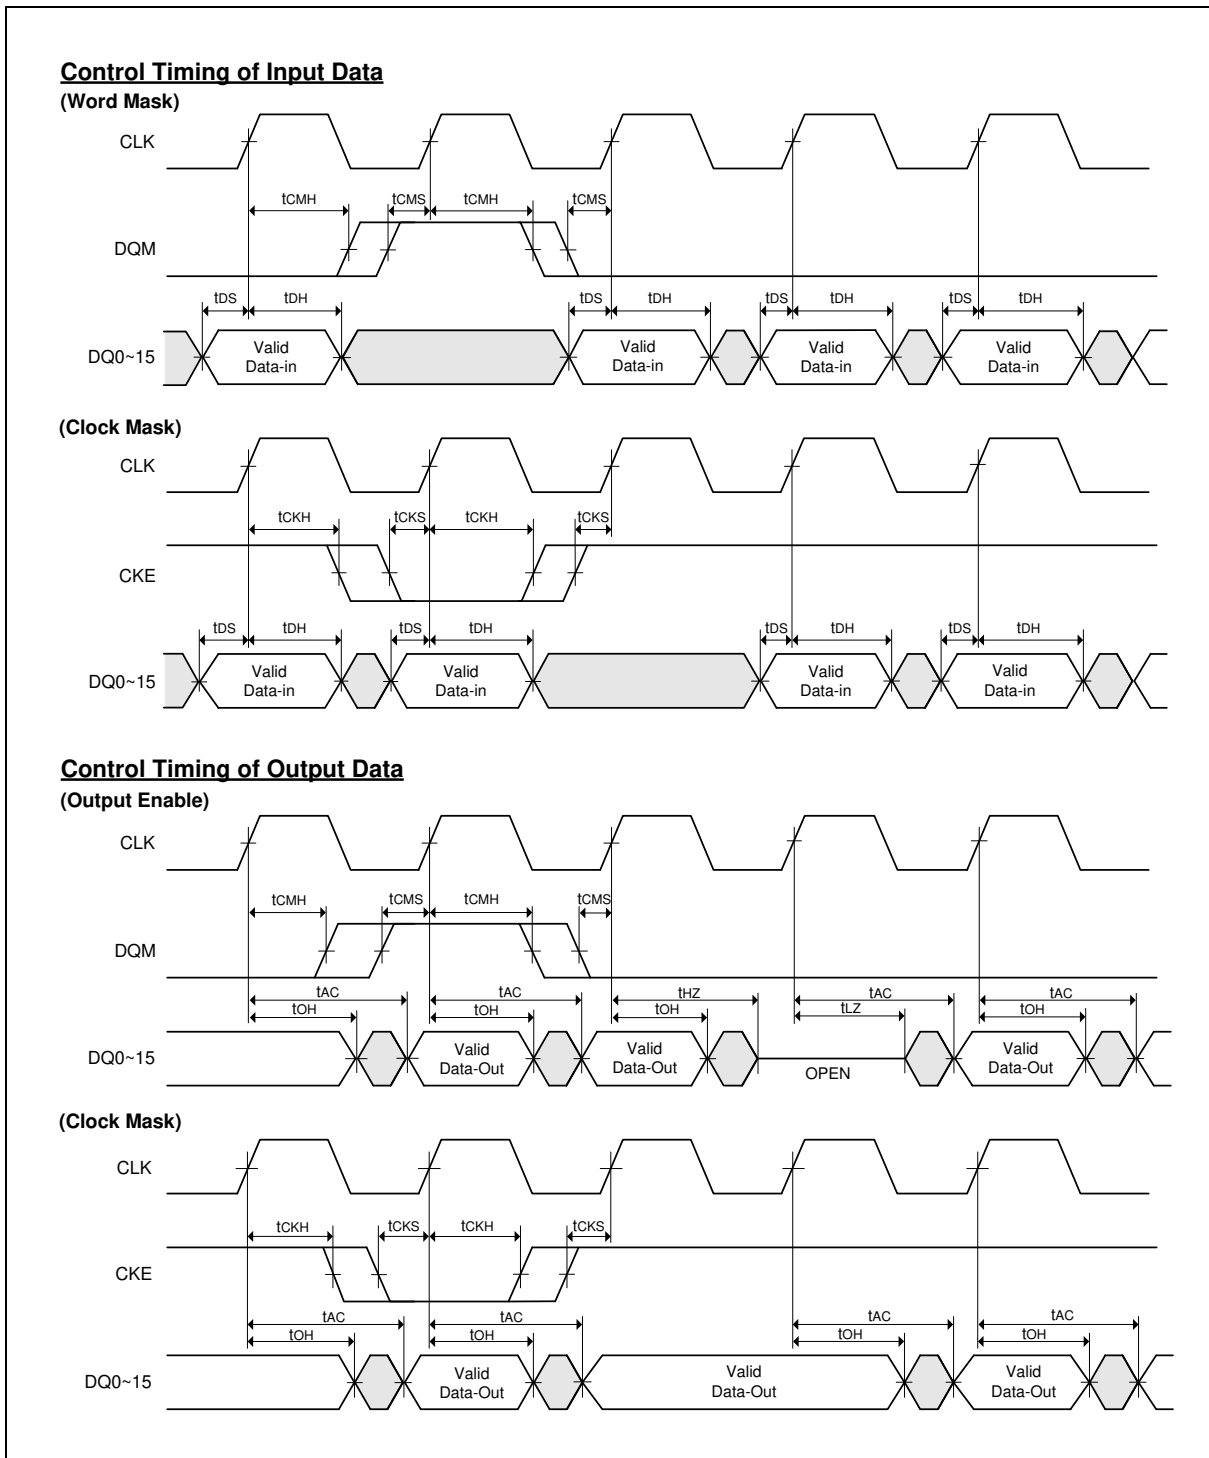 Control Timing of Input Data
(Word Mask)
CLK
tCMH tCMS tCMH tCMS
DQM
tDS tDH tDS tDH tDS tDH tDS tDH
DQ0~15
Valid Data-in
Valid Data-in
Valid Data-in
Valid Data-in
(Clock Mask)
CLK
tCKH tCKS tCKH tCKS
CKE
tDS tDH tDS tDH tDS tDH tDS tDH
DQ0~15
Valid Data-in
Valid Data-in
Valid Data-in
Valid Data-in
Control Timing of Output Data
(Output Enable)
CLK
tCMH tCMS tCMH tCMS
DQM
tAC tAC tHZ tAC tAC
tOH tOH tOH tLZ tOH
DQ0~15
Valid Data-Out
Valid Data-Out
OPEN
Valid Data-Out
(Clock Mask)
CLK
tCKH tCKS tCKH tCKS
CKE
tAC tAC tAC tAC
tOH tOH tOH tOH
DQ0~15
Valid Data-Out
Valid Data-Out
Valid Data-Out